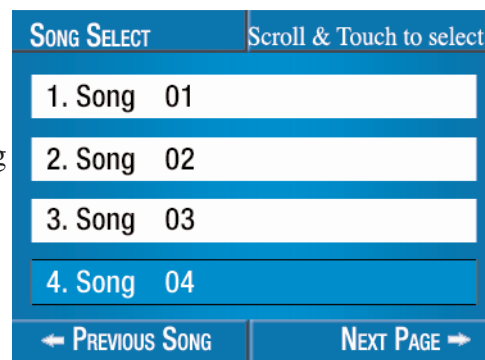 SONG SELECT Scroll & Touch to select
1. Song 01
g 2. Song 02
3. Song 03
4. Song 04
← PREVIOUS SONG NEXT PAGE →